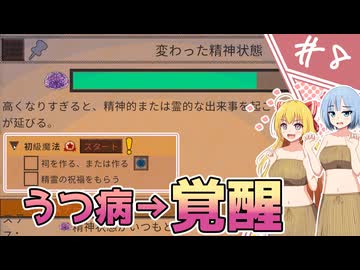 変わった精神状態
#8
高くなりすぎると、精神的または霊的な出来事を起こ
が延びる。
初級魔法 スタート!
祠を作る、または作る
精霊の祝福をもらう
うつ病→覚醒